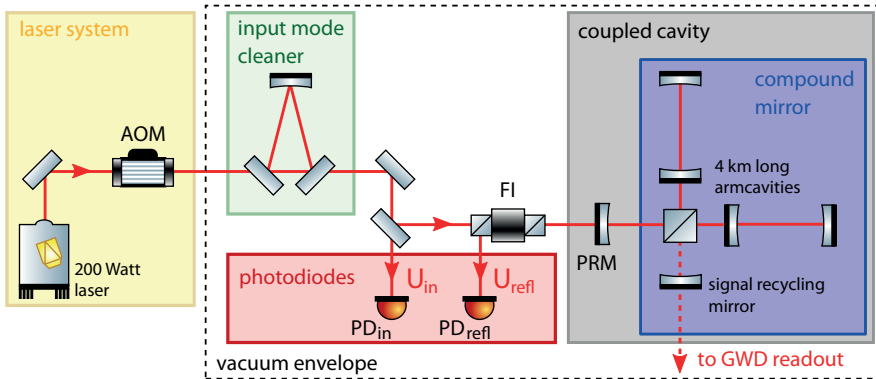 laser system
AOM
200 Watt
laser
input mode
cleaner
FI
photodiodes
U_in
U_refl
PD_in
PD_refl
vacuum envelope
coupled cavity
compound
mirror
4 km long
armcavities
PRM
signal recycling
mirror
to GWD readout